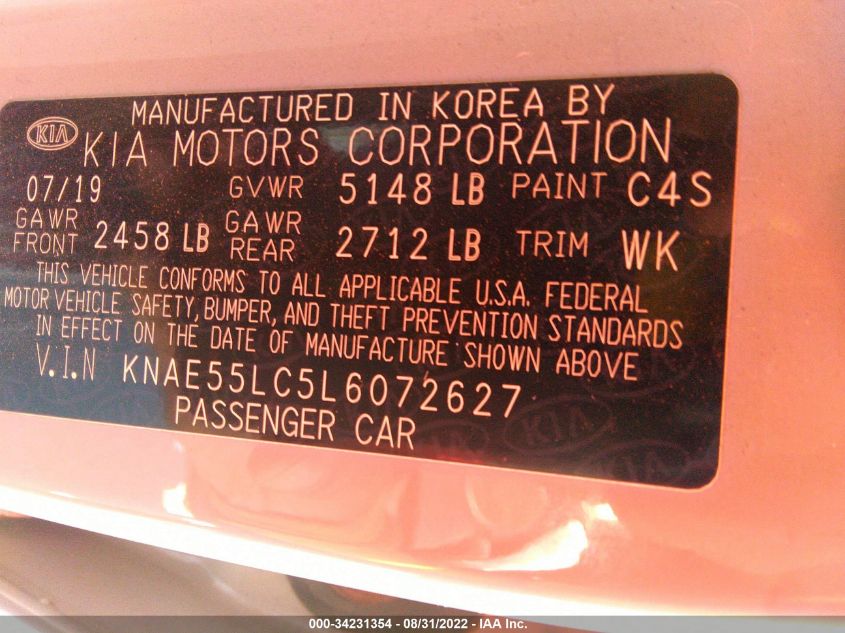 MANUFACTURED IN KOREA BY
KIA KIA MOTORS CORPORATION
07/19 GVWR 5148 LB PAINT C4S
GAWR FRONT 2458 LB GAWR REAR 2712 LB TRIM WK
THIS VEHICLE CONFORMS TO ALL APPLICABLE U.S.A. FEDERAL
MOTOR VEHICLE SAFETY, BUMPER, AND THEFT PREVENTION STANDARDS
IN EFFECT ON THE DATE OF MANUFACTURE SHOWN ABOVE
V.I.N KNAE55LC5L6072627
PASSENGER CAR
KIA
KIA
000-34231354 - 08/31/2022 - IAA Inc.